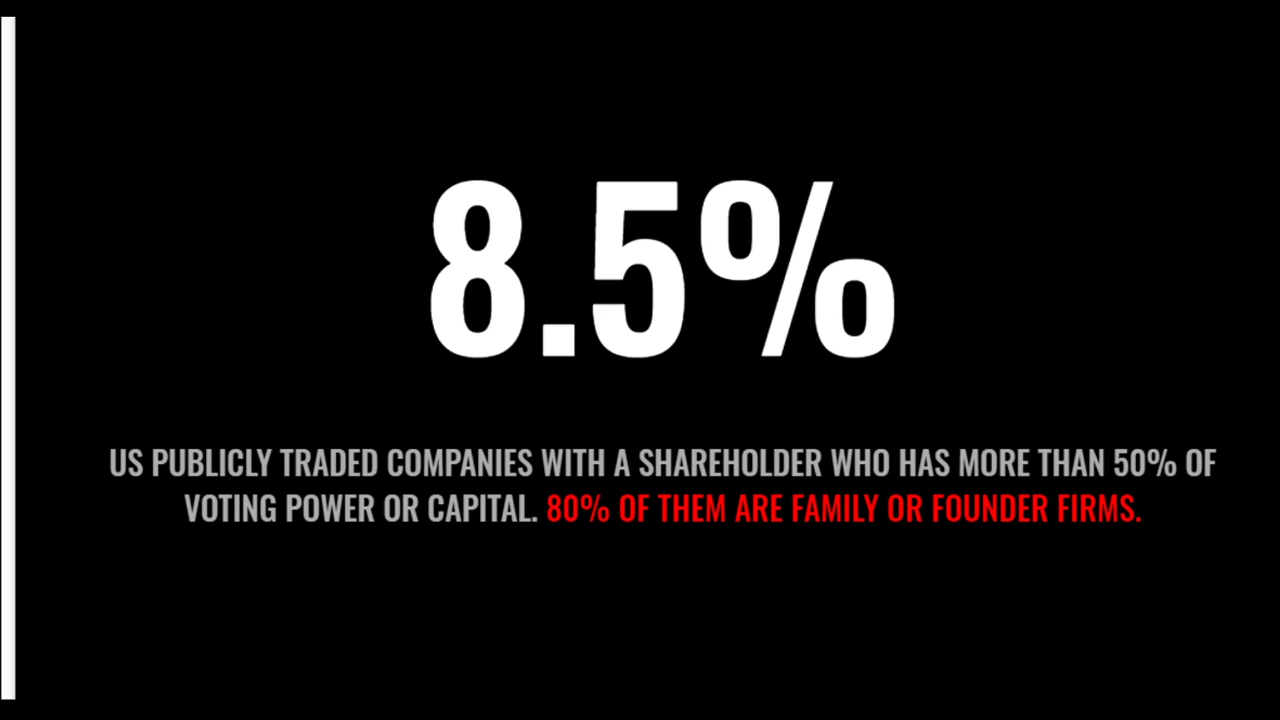 8.5%
US PUBLICLY TRADED COMPANIES WITH A SHAREHOLDER WHO HAS MORE THAN 50% OF
VOTING POWER OR CAPITAL. 80% OF THEM ARE FAMILY OR FOUNDER FIRMS.